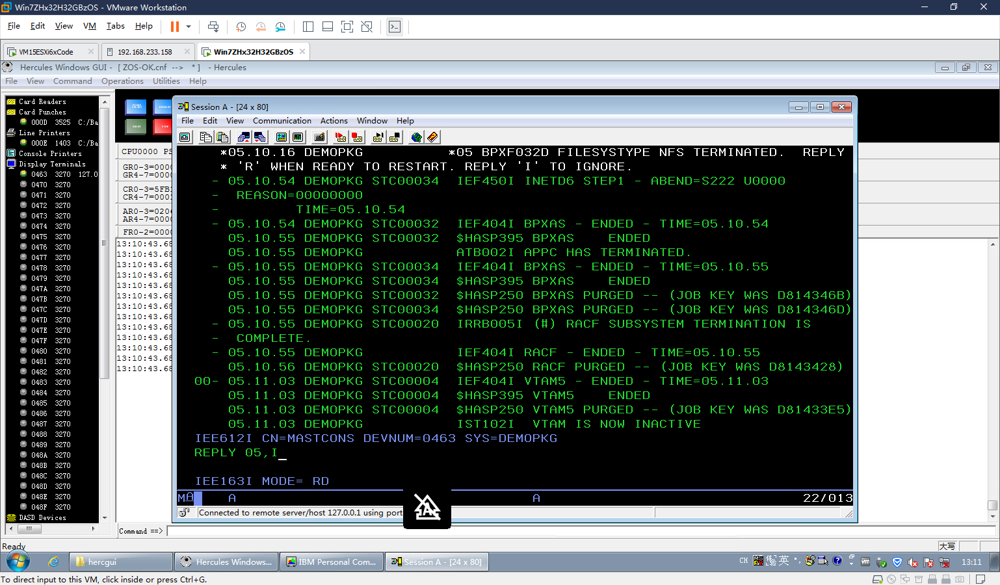 Win7ZHx32H32GBzOS - VMware Workstation
File Edit View VM Tabs Help
VM15ESXi6xCode
192.168.233.158
Win7ZHx32H32GBzOS
Hercules Windows GUI - [ ZOS-OK.cnf --> * ] - Hercules
File View Command Operations Utilities Help
Card Readers
Card Punches
000D 3525 C:/Ba
Line Printers
000E 1403 C:/Ba
Console Printers
Display Terminals
0463 3270 127.0
0470 3270
0471 3270
0472 3270
0473 3270
0474 3270
0475 3270
0476 3270
0477 3270
0478 3270
0479 3270
047A 3270
047B 3270
047C 3270
047D 3270
047E 3270
047F 3270
0480 3270
0481 3270
0482 3270
0483 3270
0484 3270
0485 3270
0486 3270
0487 3270
0488 3270
0489 3270
048A 3270
048B 3270
048C 3270
048D 3270
048E 3270
048F 3270
DASD Devices
CPU0000 PS
GR0-3=0000
GR4-7=0000
CR0-3=5FB1
CR4-7=0001
AR0-3=020
AR4-7=0000
FR0-2=0000
13:10:43.68
13:10:43.68
13:10:43.68
13:10:43.68
13:10:43.68
13:10:43.68
13:10:43.68
13:10:43.68
13:10:43.68
13:10:43.68
13:10:43.68
13:10:43.68
13:10:43.68
Session A - [24 x 80]
File Edit View Communication Actions Window Help
*05.10.16 DEMOPKG *05 BPXF032D FILESYSTYPE NFS TERMINATED. REPLY
* 'R' WHEN READY TO RESTART. REPLY 'I' TO IGNORE.
- 05.10.54 DEMOPKG STC00034 IEF450I INETD6 STEP1 - ABEND=S222 U0000
- REASON=00000000
- TIME=05.10.54
- 05.10.54 DEMOPKG STC00032 IEF404I BPXAS - ENDED - TIME=05.10.54
05.10.55 DEMOPKG STC00032 $HASP395 BPXAS ENDED
05.10.55 DEMOPKG ATB002I APPC HAS TERMINATED.
- 05.10.55 DEMOPKG STC00034 IEF404I BPXAS - ENDED - TIME=05.10.55
05.10.55 DEMOPKG STC00034 $HASP395 BPXAS ENDED
05.10.55 DEMOPKG STC00032 $HASP250 BPXAS PURGED -- (JOB KEY WAS D814346B)
05.10.55 DEMOPKG STC00034 $HASP250 BPXAS PURGED -- (JOB KEY WAS D814346D)
- 05.10.55 DEMOPKG STC00020 IRRB005I (#) RACF SUBSYSTEM TERMINATION IS
- COMPLETE.
- 05.10.55 DEMOPKG IEF404I RACF - ENDED - TIME=05.10.55
05.10.56 DEMOPKG STC00020 $HASP250 RACF PURGED -- (JOB KEY WAS D8143428)
00- 05.11.03 DEMOPKG STC00004 IEF404I VTAM5 - ENDED - TIME=05.11.03
05.11.03 DEMOPKG STC00004 $HASP395 VTAM5 ENDED
05.11.03 DEMOPKG STC00004 $HASP250 VTAM5 PURGED -- (JOB KEY WAS D81433E5)
05.11.03 DEMOPKG IST102I VTAM IS NOW INACTIVE
IEE612I CN=MASTCONS DEVNUM=0463 SYS=DEMOPKG
REPLY 05,I_
IEE163I MODE= RD
MA A A 22/013
Connected to remote server/host 127.0.0.1 using port
Command ==>
Ready
大写
hercgui
Hercules Windows...
IBM Personal Com...
Session A - [24 x 80]
CH
英
13:11
To direct input to this VM, click inside or press Ctrl+G.